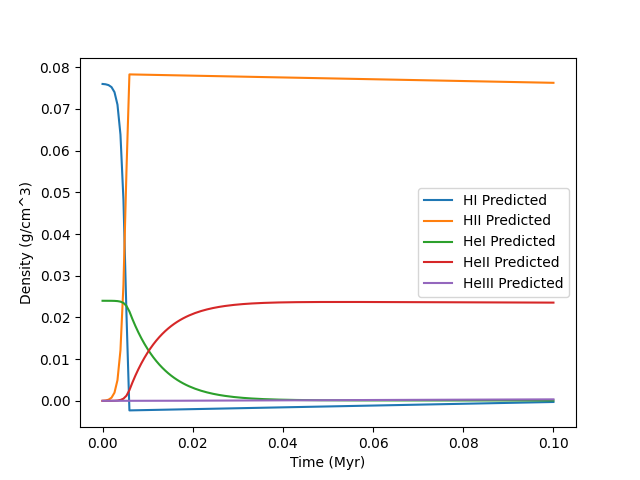 0.08
0.07
0.06
0.05
0.04
0.03
0.02
0.01
0.00
Density (g/cm^3)
HI Predicted
HII Predicted
HeI Predicted
HeII Predicted
HeIII Predicted
0.00 0.02 0.04 0.06 0.08 0.10
Time (Myr)